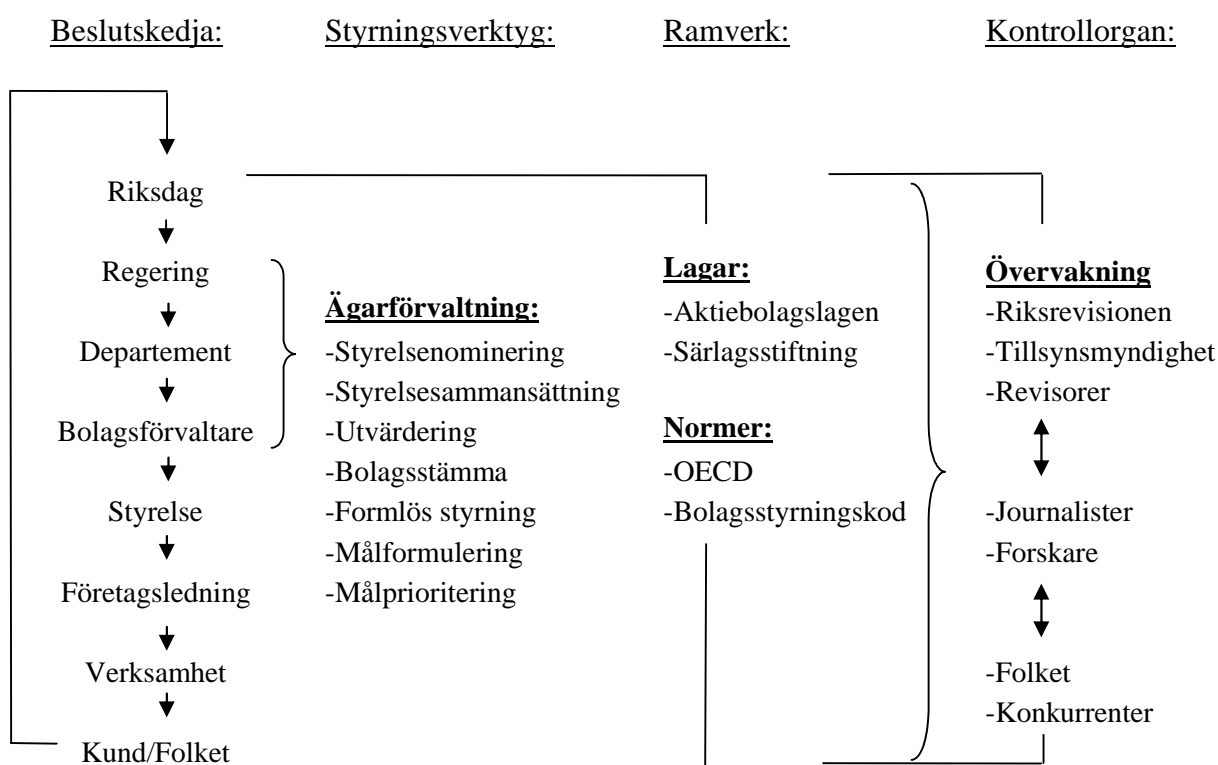 Beslutskedja:
Styrningsverktyg:
Ramverk:
Kontrollorgan:
Riksdag
Regering
Departement
Bolagsförvaltare
Styrelse
Företagsledning
Verksamhet
Kund/Folket
Ägarförvaltning:
-Styrelsenominering
-Styrelsesammansättning
-Utvärdering
-Bolagsstämma
-Formlös styrning
-Målformulering
-Målprioritering
Lagar:
-Aktiebolagslagen
-Särlagsstiftning
Normer:
-OECD
-Bolagsstyrningskod
Övervakning
-Riksrevisionen
-Tillsynsmyndighet
-Revisorer
-Journalister
-Forskare
-Folket
-Konkurrenter